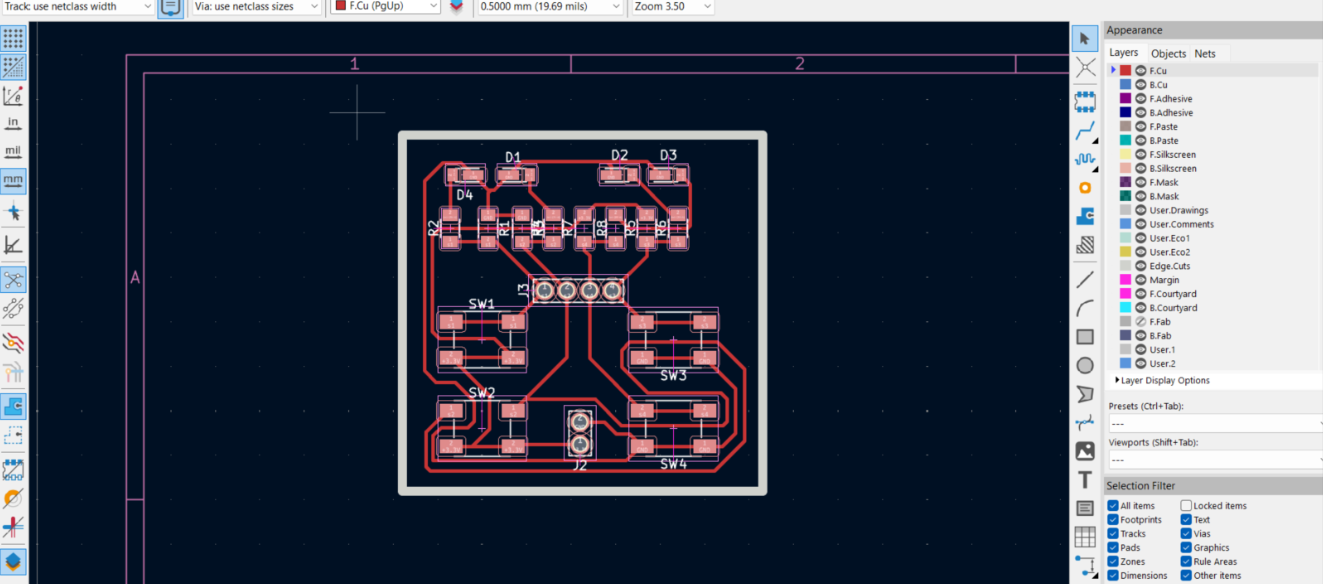 Track: use netclass width
Via: use netclass sizes
F.Cu (PgUp)
0.5000 mm (19.69 mils)
Zoom 3.50
in
mil
mm
1
2
A
D1
D2
D3
D4
R2
R1
R7
R8
R5
R6
J3
SW1
SW3
SW2
J2
SW4
Appearance
Layers
Objects
Nets
F.Cu
B.Cu
F.Adhesive
B.Adhesive
F.Paste
B.Paste
F.Silkscreen
B.Silkscreen
F.Mask
B.Mask
User.Drawings
User.Comments
User.Eco1
User.Eco2
Edge.Cuts
Margin
F.Courtyard
B.Courtyard
F.Fab
B.Fab
User.1
User.2
Layer Display Options
Presets (Ctrl+Tab):
---
Viewports (Shift+Tab):
---
Selection Filter
All items
Locked items
Footprints
Text
Tracks
Vias
Pads
Graphics
Zones
Rule Areas
Dimensions
Other items